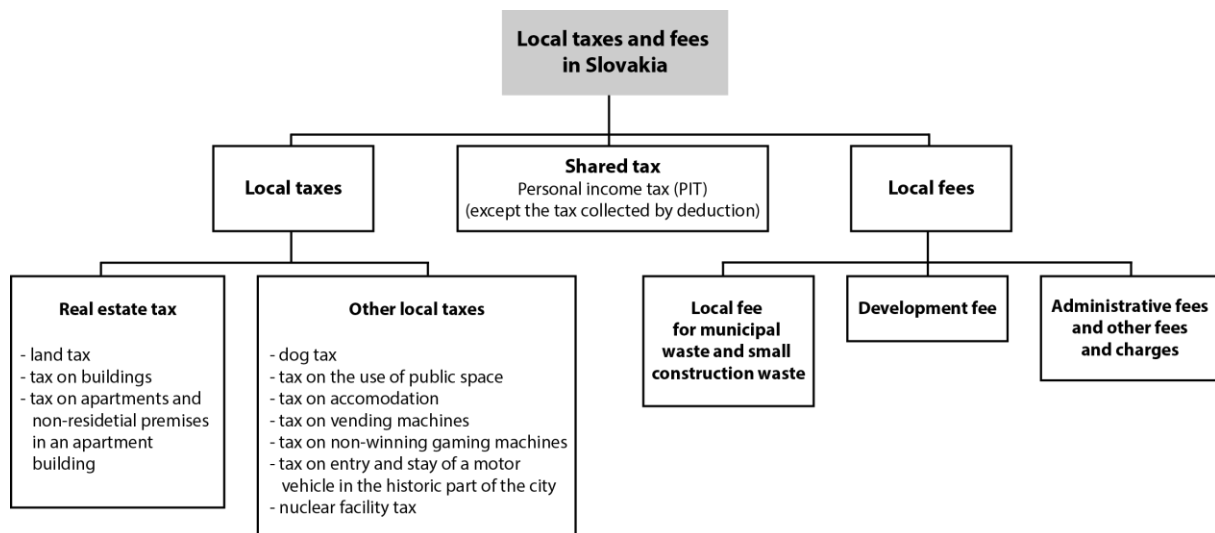 Local taxes and fees
in Slovakia
Local taxes
Shared tax
Personal income tax (PIT)
(except the tax collected by deduction)
Local fees
Real estate tax
- land tax
- tax on buildings
- tax on apartments and
non-residetial premises
in an apartment
building
Other local taxes
- dog tax
- tax on the use of public space
- tax on accomodation
- tax on vending machines
- tax on non-winning gaming machines
- tax on entry and stay of a motor
vehicle in the historic part of the city
- nuclear facility tax
Local fee
for municipal
waste and small
construction waste
Development fee
Administrative fees
and other fees
and charges